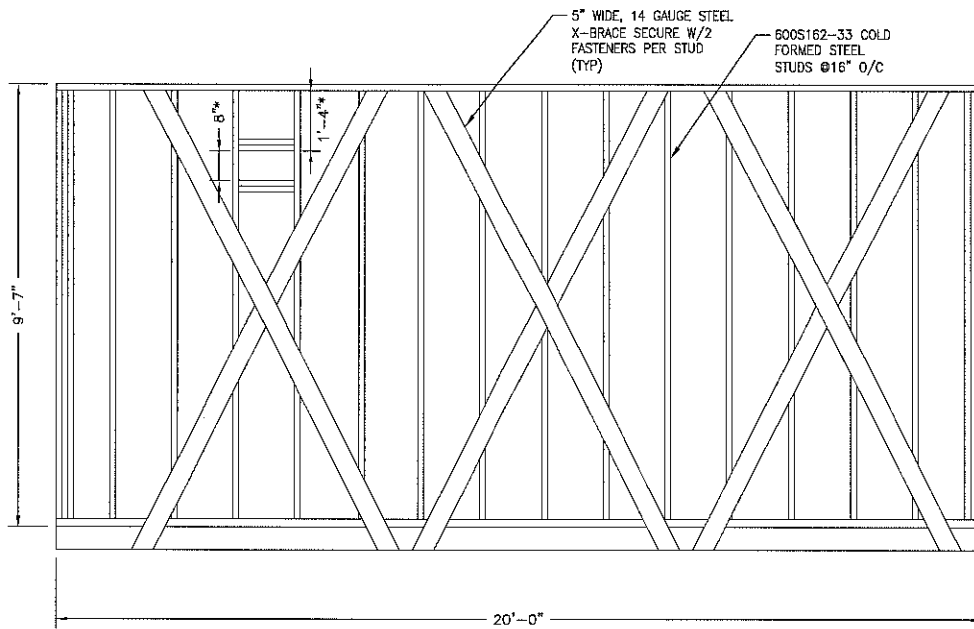 5" WIDE, 14 GAUGE STEEL
X-BRACE SECURE W/2
FASTENERS PER STUD
(TYP)
600S162-33 COLD
FORMED STEEL
STUDS @16" O/C
8"*
1'-4"*
9'-7"
20'-0"